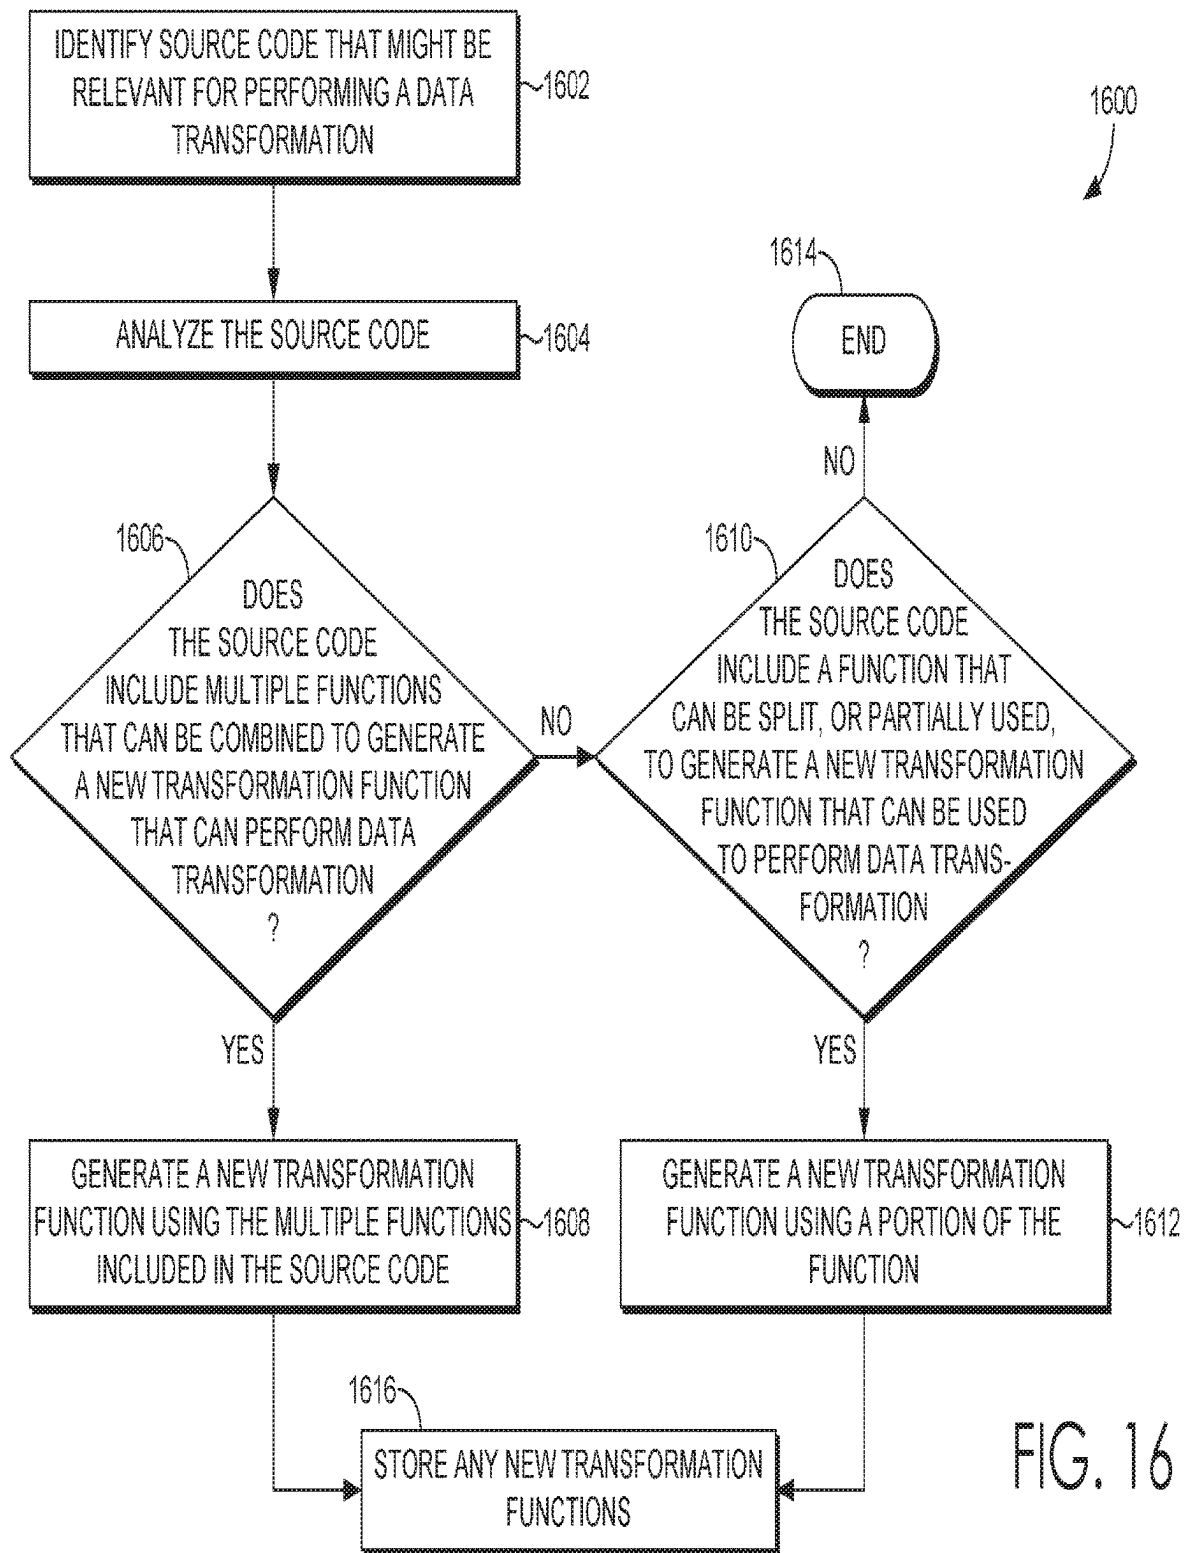 IDENTIFY SOURCE CODE THAT MIGHT BE
RELEVANT FOR PERFORMING A DATA
TRANSFORMATION
1602
1600
ANALYZE THE SOURCE CODE
1604
1614
END
NO
1606
DOES
THE SOURCE CODE
INCLUDE MULTIPLE FUNCTIONS
THAT CAN BE COMBINED TO GENERATE
A NEW TRANSFORMATION FUNCTION
THAT CAN PERFORM DATA
TRANSFORMATION
?
NO
1610
DOES
THE SOURCE CODE
INCLUDE A FUNCTION THAT
CAN BE SPLIT, OR PARTIALLY USED,
TO GENERATE A NEW TRANSFORMATION
FUNCTION THAT CAN BE USED
TO PERFORM DATA TRANS-
FORMATION
?
YES
YES
GENERATE A NEW TRANSFORMATION
FUNCTION USING THE MULTIPLE FUNCTIONS
INCLUDED IN THE SOURCE CODE
1608
GENERATE A NEW TRANSFORMATION
FUNCTION USING A PORTION OF THE
FUNCTION
1612
1616
STORE ANY NEW TRANSFORMATION
FUNCTIONS
FIG. 16